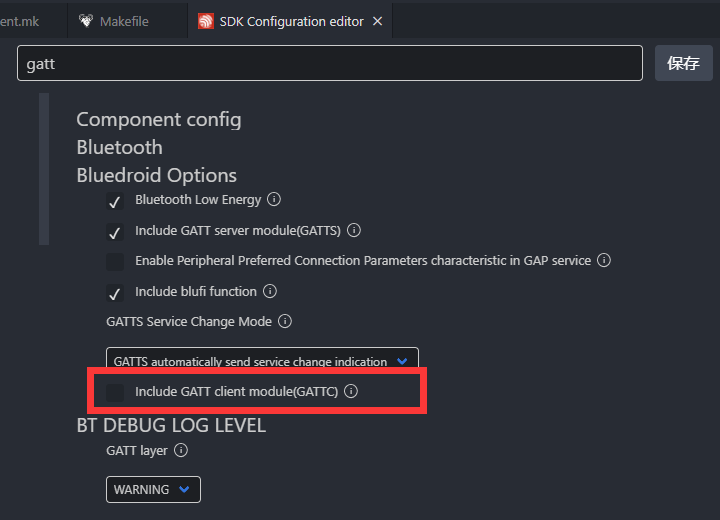 ent.mk
Makefile
SDK Configuration editor
gatt
保存
Component config
Bluetooth
Bluedroid Options
Bluetooth Low Energy
Include GATT server module(GATTS)
Enable Peripheral Preferred Connection Parameters characteristic in GAP service
Include blufi function
GATTS Service Change Mode
GATTS automatically send service change indication
Include GATT client module(GATTC)
BT DEBUG LOG LEVEL
GATT layer
WARNING